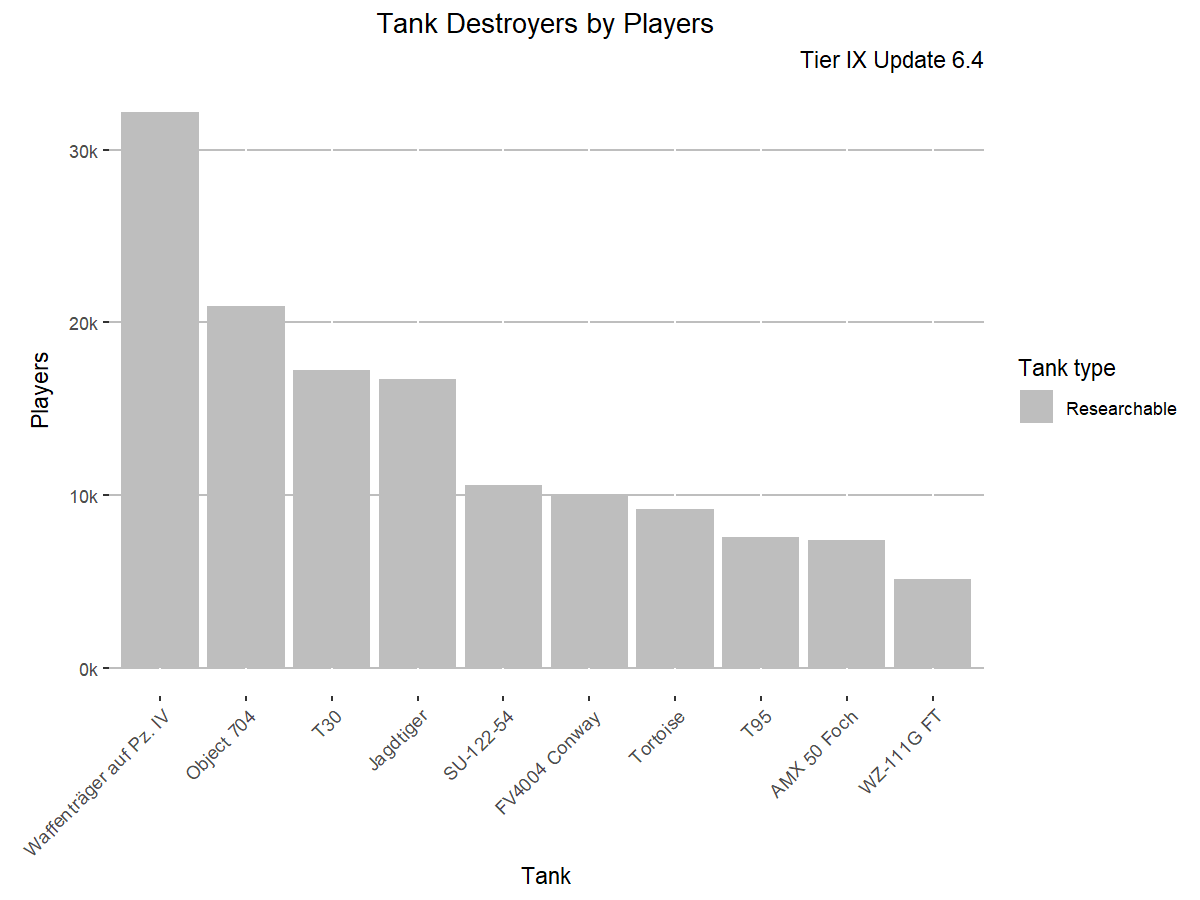 Tank Destroyers by Players
Tier IX Update 6.4
30k
20k
10k
0k
Players
Waffenträger auf Pz. IV
Object 704
T30
Jagdtiger
SU-122-54
FV4004 Conway
Tortoise
T95
AMX 50 Foch
WZ-111G FT
Tank
Tank type
Researchable